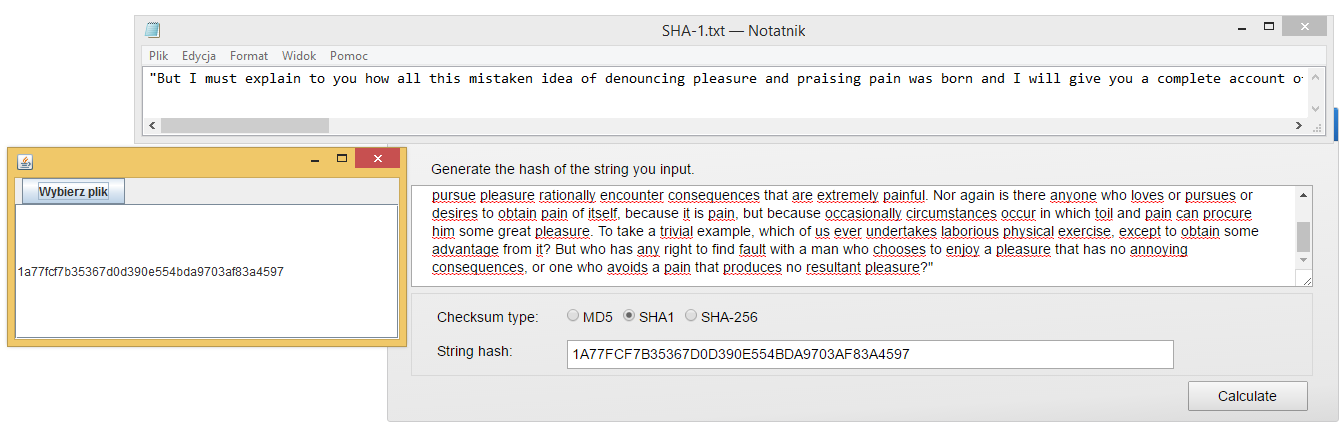 SHA-1.txt — Notatnik
Plik Edycja Format Widok Pomoc
"But I must explain to you how all this mistaken idea of denouncing pleasure and praising pain was born and I will give you a complete account o
Wybierz plik
1a77fcf7b35367d0d390e554bda9703af83a4597
Generate the hash of the string you input.
pursue pleasure rationally encounter consequences that are extremely painful. Nor again is there anyone who loves or pursues or
desires to obtain pain of itself, because it is pain, but because occasionally circumstances occur in which toil and pain can procure
him some great pleasure. To take a trivial example, which of us ever undertakes laborious physical exercise, except to obtain some
advantage from it? But who has any right to find fault with a man who chooses to enjoy a pleasure that has no annoying
consequences, or one who avoids a pain that produces no resultant pleasure?"
Checksum type: MD5 SHA1 SHA-256
String hash: 1A77FCF7B35367D0D390E554BDA9703AF83A4597
Calculate